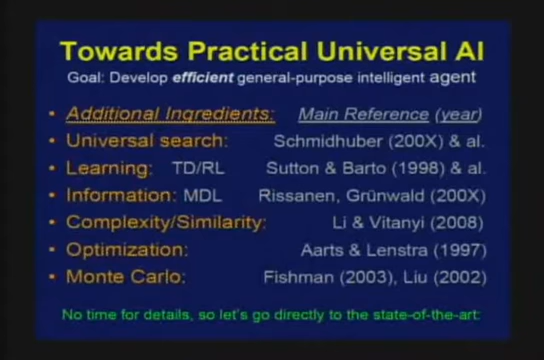 Towards Practical Universal AI
Goal: Develop efficient general-purpose intelligent agent
• Additional Ingredients: Main Reference (year)
• Universal search: Schmidhuber (200X) & al.
• Learning: TD/RL Sutton & Barto (1998) & al.
• Information: MDL Rissanen, Grünwald (200X)
• Complexity/Similarity: Li & Vitanyi (2008)
• Optimization: Aarts & Lenstra (1997)
• Monte Carlo: Fishman (2003), Liu (2002)
No time for details, so let's go directly to the state-of-the-art: